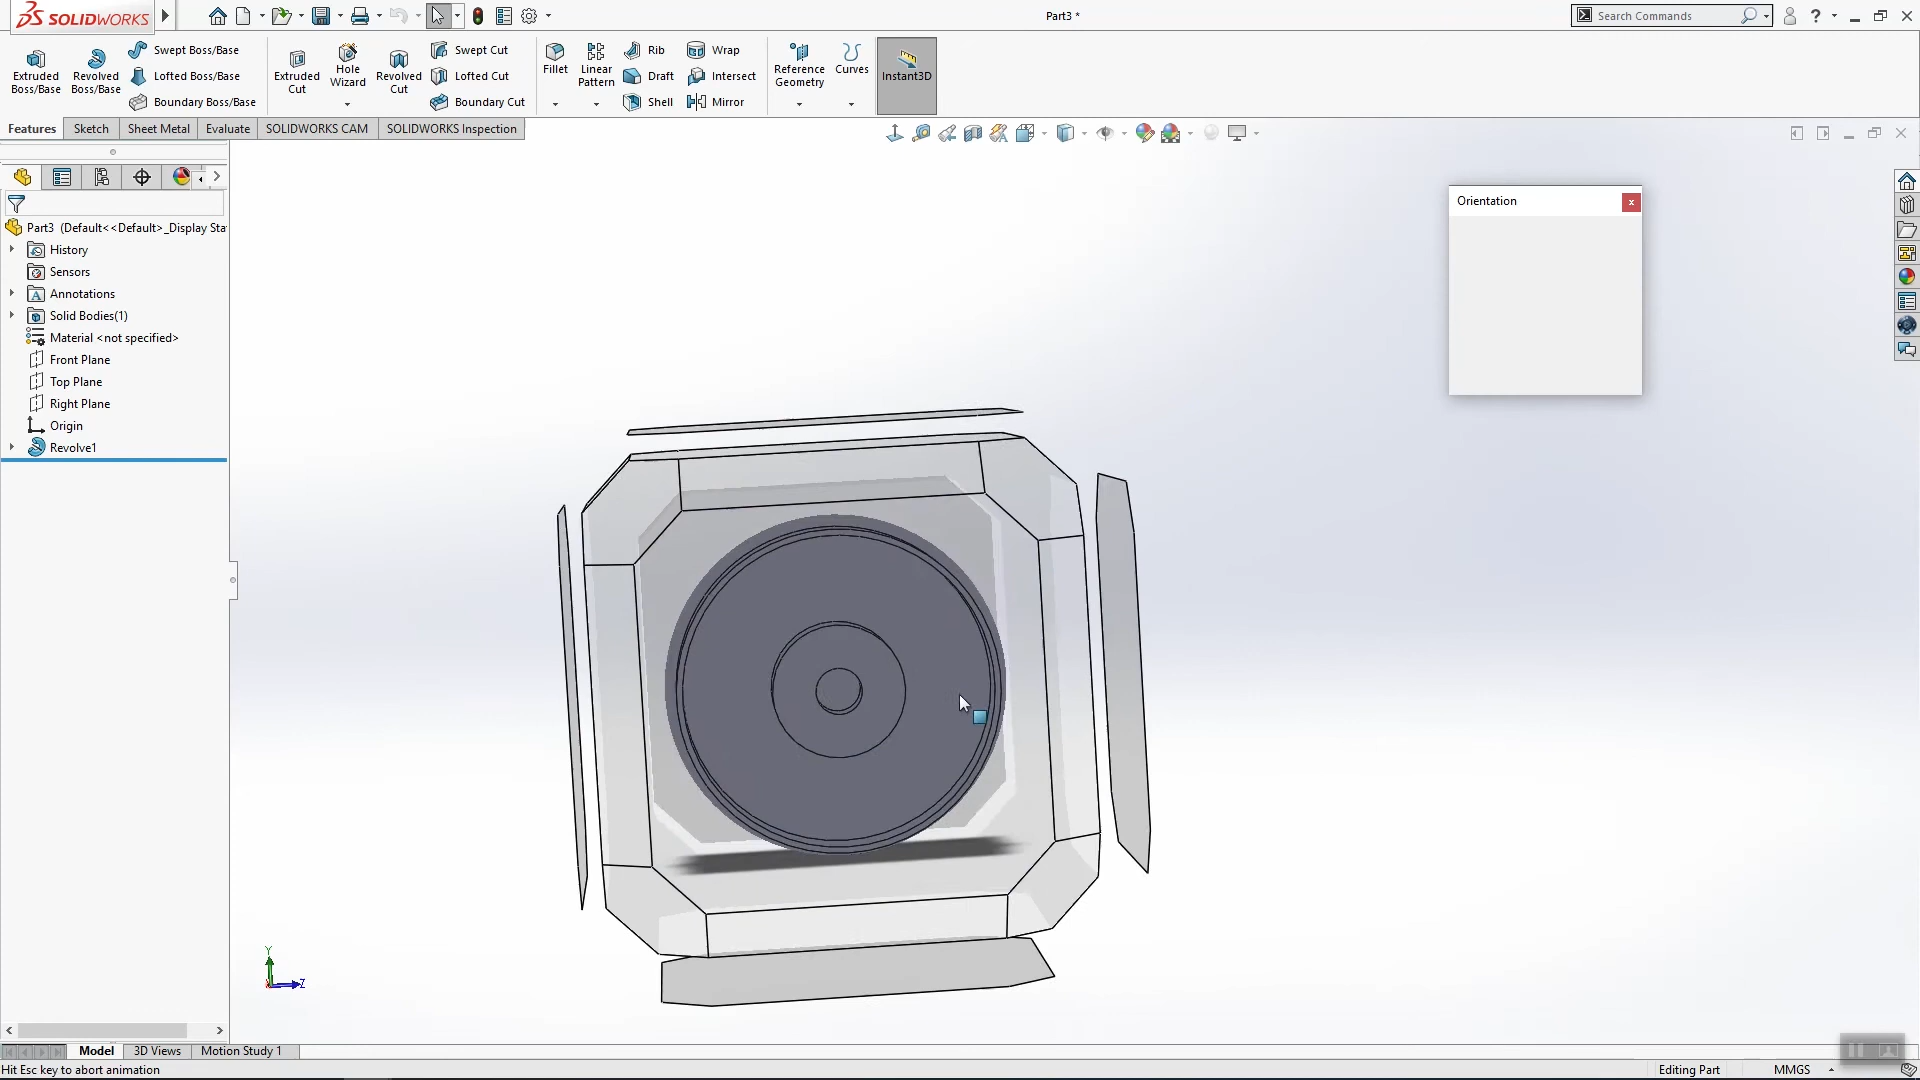 SOLIDWORKS
Part3 *
Search Commands
Extruded Boss/Base
Revolved Boss/Base
Swept Boss/Base
Lofted Boss/Base
Boundary Boss/Base
Extruded Cut
Hole Wizard
Revolved Cut
Swept Cut
Lofted Cut
Boundary Cut
Fillet
Linear Pattern
Rib
Draft
Shell
Wrap
Intersect
Mirror
Reference Geometry
Curves
Instant3D
Features
Sketch
Sheet Metal
Evaluate
SOLIDWORKS CAM
SOLIDWORKS Inspection
Part3 (Default<<Default>_Display Sta
History
Sensors
Annotations
Solid Bodies(1)
Material <not specified>
Front Plane
Top Plane
Right Plane
Origin
Revolve1
Orientation
x
Y
Z
Model
3D Views
Motion Study 1
Hit Esc key to abort animation
Editing Part
MMGS